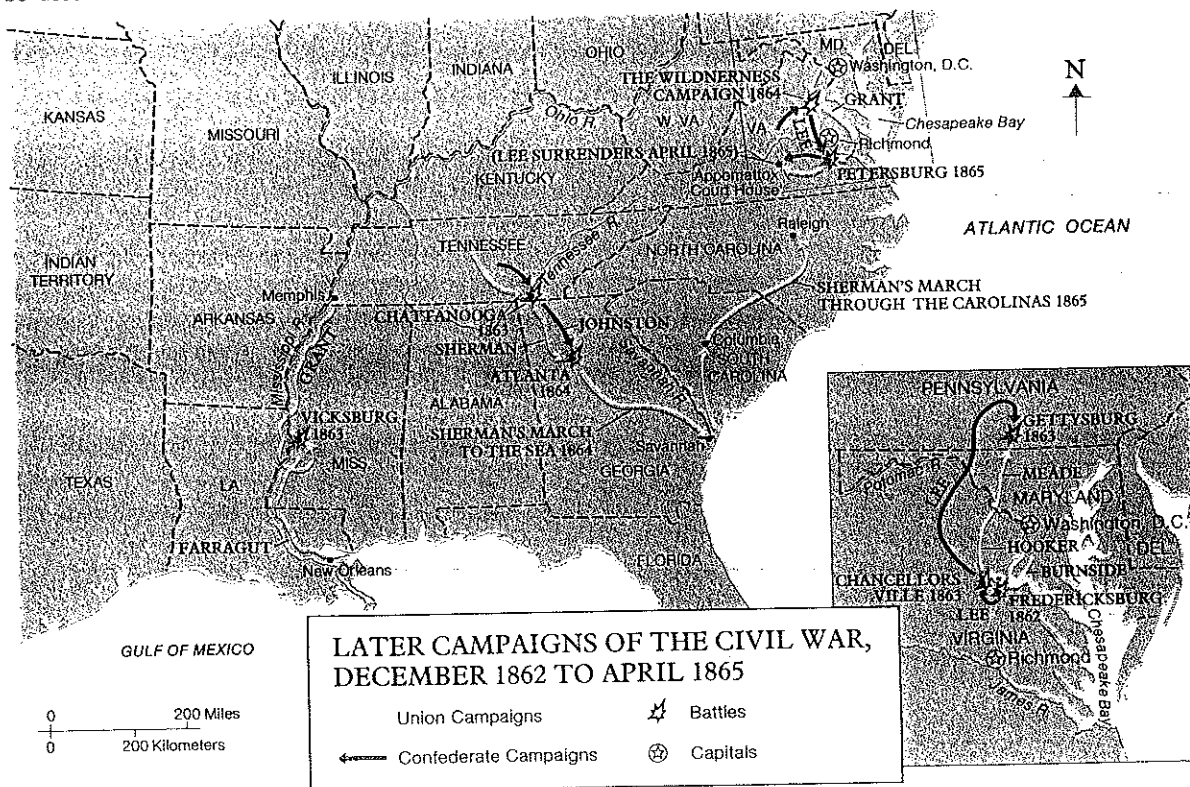 KANSAS
MISSOURI
ILLINOIS
INDIANA
OHIO
Ohio R.
W. VA
VA
MD.
DEL.
Washington, D.C.
THE WILDNERNESS
CAMPAIGN 1864
GRANT
LEE
Chesapeake Bay
Richmond
(LEE SURRENDERS APRIL 1865)
KENTUCKY
Appomattox
Court House
PETERSBURG 1865
N
ATLANTIC OCEAN
INDIAN
TERRITORY
TENNESSEE
Tennessee R.
Raleigh
NORTH CAROLINA
SHERMAN'S MARCH
THROUGH THE CAROLINAS 1865
Memphis
ARKANSAS
Mississippi R.
GRANT
CHATTANOOGA
1863
JOHNSTON
SHERMAN
ATLANTA
1864
Savannah R.
Columbia
SOUTH
CAROLINA
VICKSBURG
1863
MISS
ALABAMA
SHERMAN'S MARCH
TO THE SEA 1864
Savannah
GEORGIA
TEXAS
LA
FARRAGUT
New Orleans
FLORIDA
GULF OF MEXICO
0 200 Miles
0 200 Kilometers
LATER CAMPAIGNS OF THE CIVIL WAR,
DECEMBER 1862 TO APRIL 1865
Union Campaigns
Battles
Confederate Campaigns
Capitals
PENNSYLVANIA
GETTYSBURG
1863
Potomac R.
LEE
MEADE
MARYLAND
Washington, D.C.
HOOKER
DEL.
BURNSIDE
CHANCELLORS
VILLE 1863
LEE
FREDERICKSBURG
1862
VIRGINIA
Richmond
James R.
Chesapeake Bay